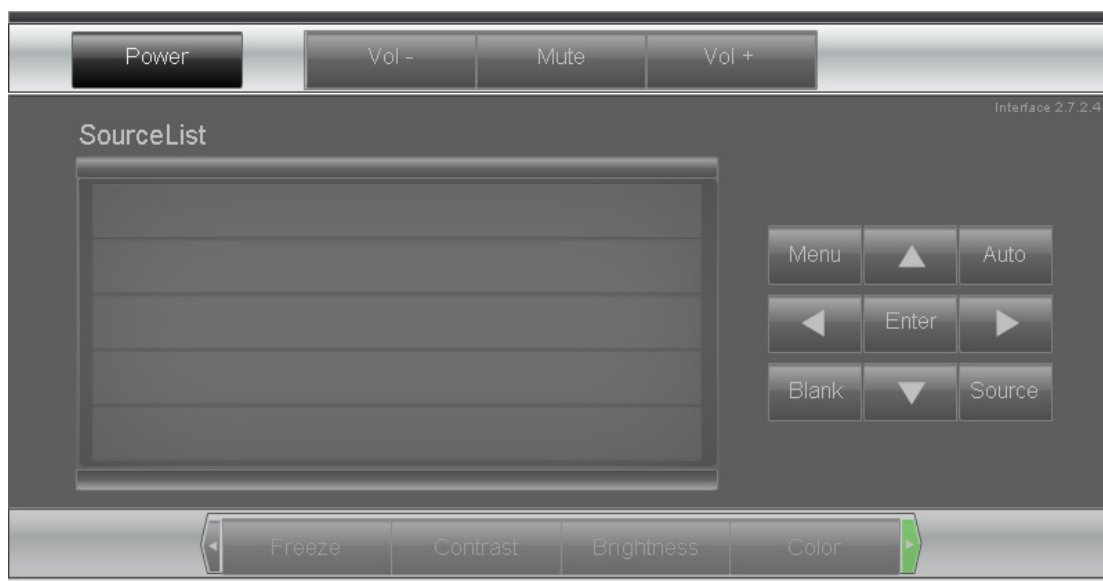 Power Vol - Mute Vol +
Interface 2.7.2.4
SourceList
Menu Auto
Enter
Blank Source
Freeze Contrast Brightness Color